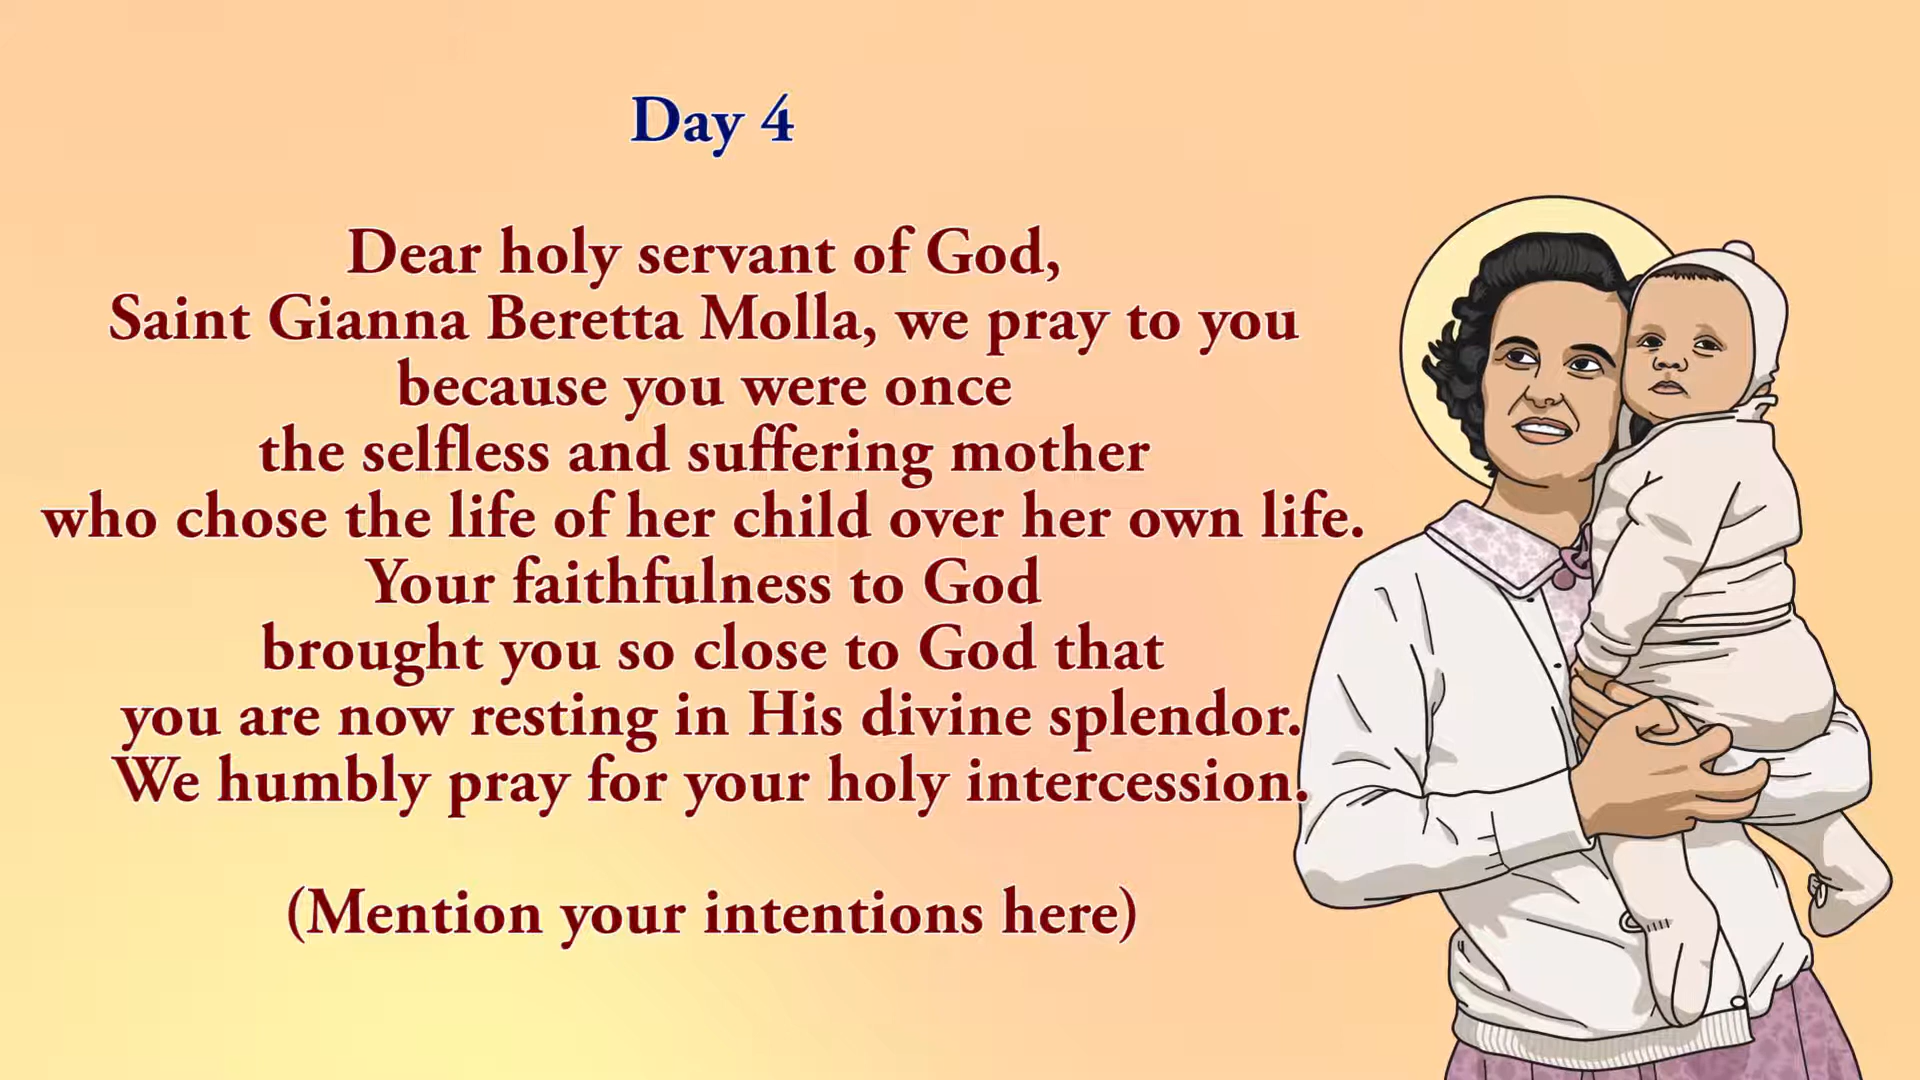 Day 4
Dear holy servant of God,
Saint Gianna Beretta Molla, we pray to you
because you were once
the selfless and suffering mother
who chose the life of her child over her own life.
Your faithfulness to God
brought you so close to God that
you are now resting in His divine splendor.
We humbly pray for your holy intercession.
(Mention your intentions here)